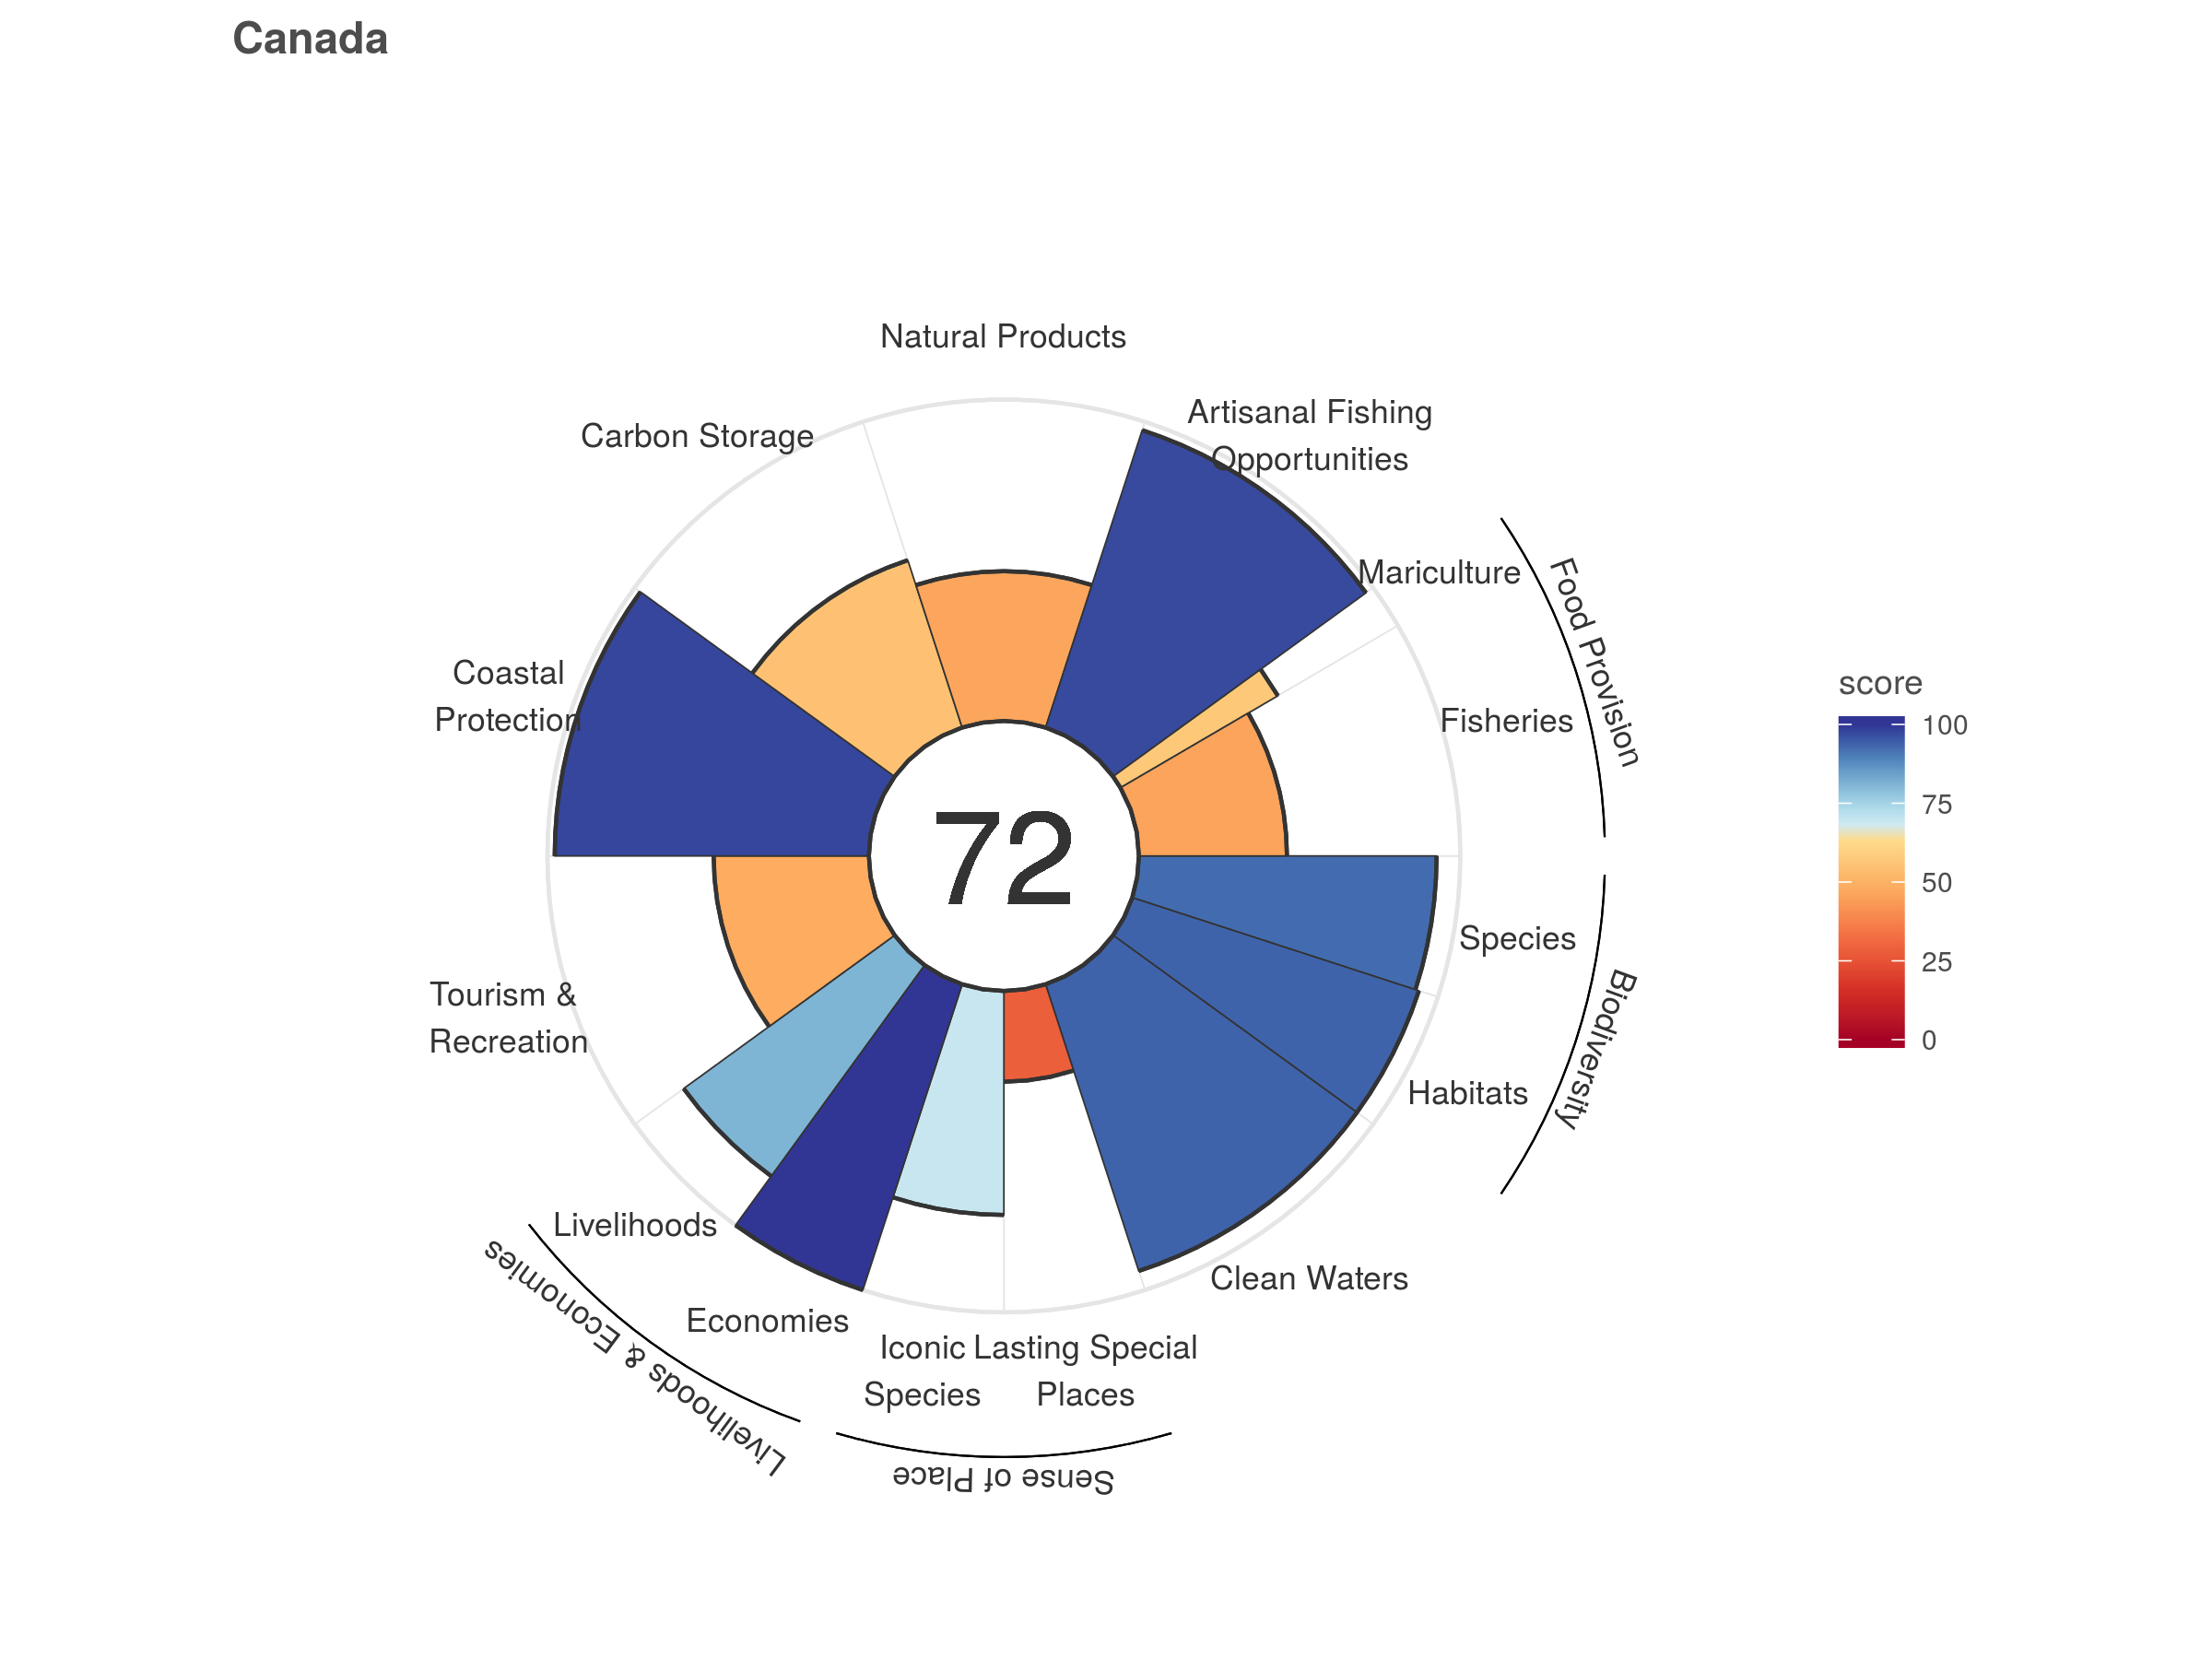 Canada
Natural Products
Artisanal Fishing
Opportunities
Carbon Storage
Mariculture
Food Provision
Fisheries
Coastal
Protection
score
100
75
50
25
0
72
Species
Biodiversity
Tourism &
Recreation
Habitats
Livelihoods
Clean Waters
Economies
Livelihoods & Economies
Iconic
Species
Lasting Special
Places
Sense of Place